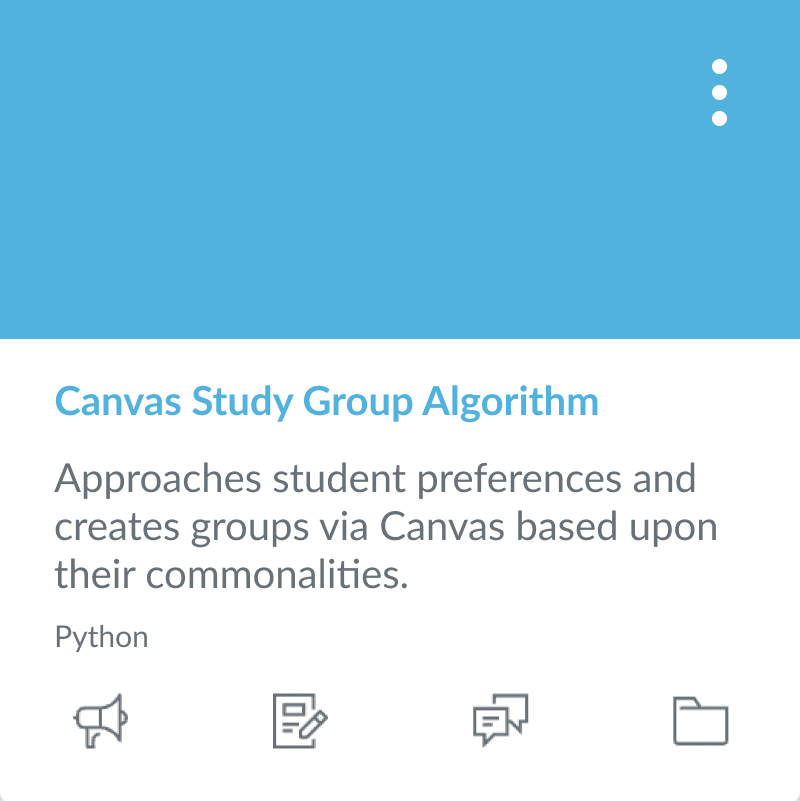 Canvas Study Group Algorithm
Approaches student preferences and
creates groups via Canvas based upon
their commonalities.
Python